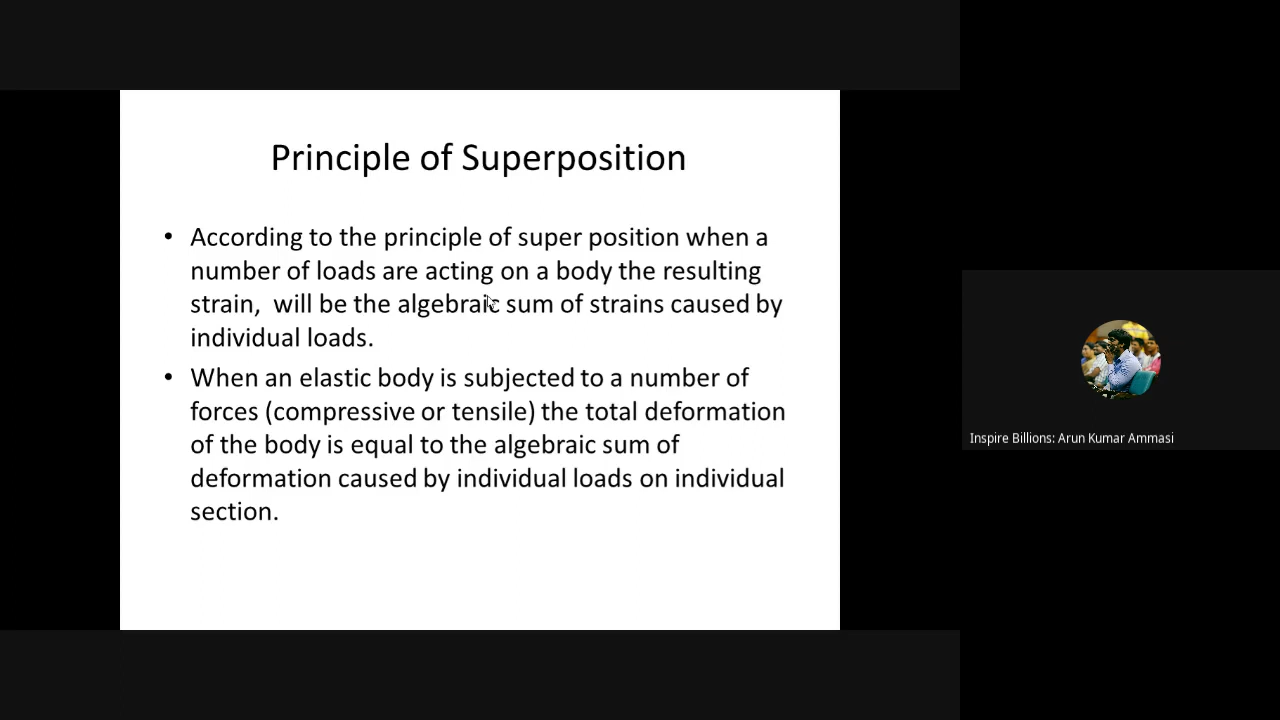 Principle of Superposition
• According to the principle of super position when a
number of loads are acting on a body the resulting
strain,  will be the algebraic sum of strains caused by
individual loads.
• When an elastic body is subjected to a number of
forces (compressive or tensile) the total deformation
of the body is equal to the algebraic sum of
deformation caused by individual loads on individual
section.
Inspire Billions: Arun Kumar Ammasi